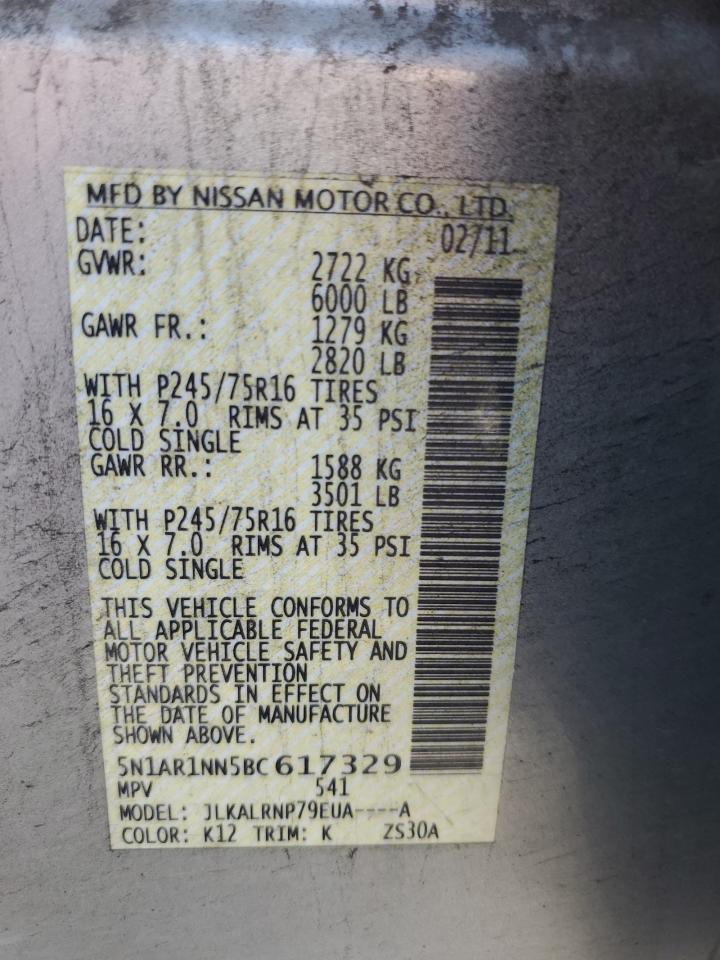 MFD BY NISSAN MOTOR CO., LTD.
DATE: 02/11
GVWR: 2722 KG
6000 LB
GAWR FR.: 1279 KG
2820 LB
WITH P245/75R16 TIRES
16 X 7.0 RIMS AT 35 PSI
COLD SINGLE
GAWR RR.: 1588 KG
3501 LB
WITH P245/75R16 TIRES
16 X 7.0 RIMS AT 35 PSI
COLD SINGLE
THIS VEHICLE CONFORMS TO
ALL APPLICABLE FEDERAL
MOTOR VEHICLE SAFETY AND
THEFT PREVENTION
STANDARDS IN EFFECT ON
THE DATE OF MANUFACTURE
SHOWN ABOVE.
5N1AR1NN5BC617329
MPV 541
MODEL: JLKALRNP79EUA----A
COLOR: K12 TRIM: K ZS30A